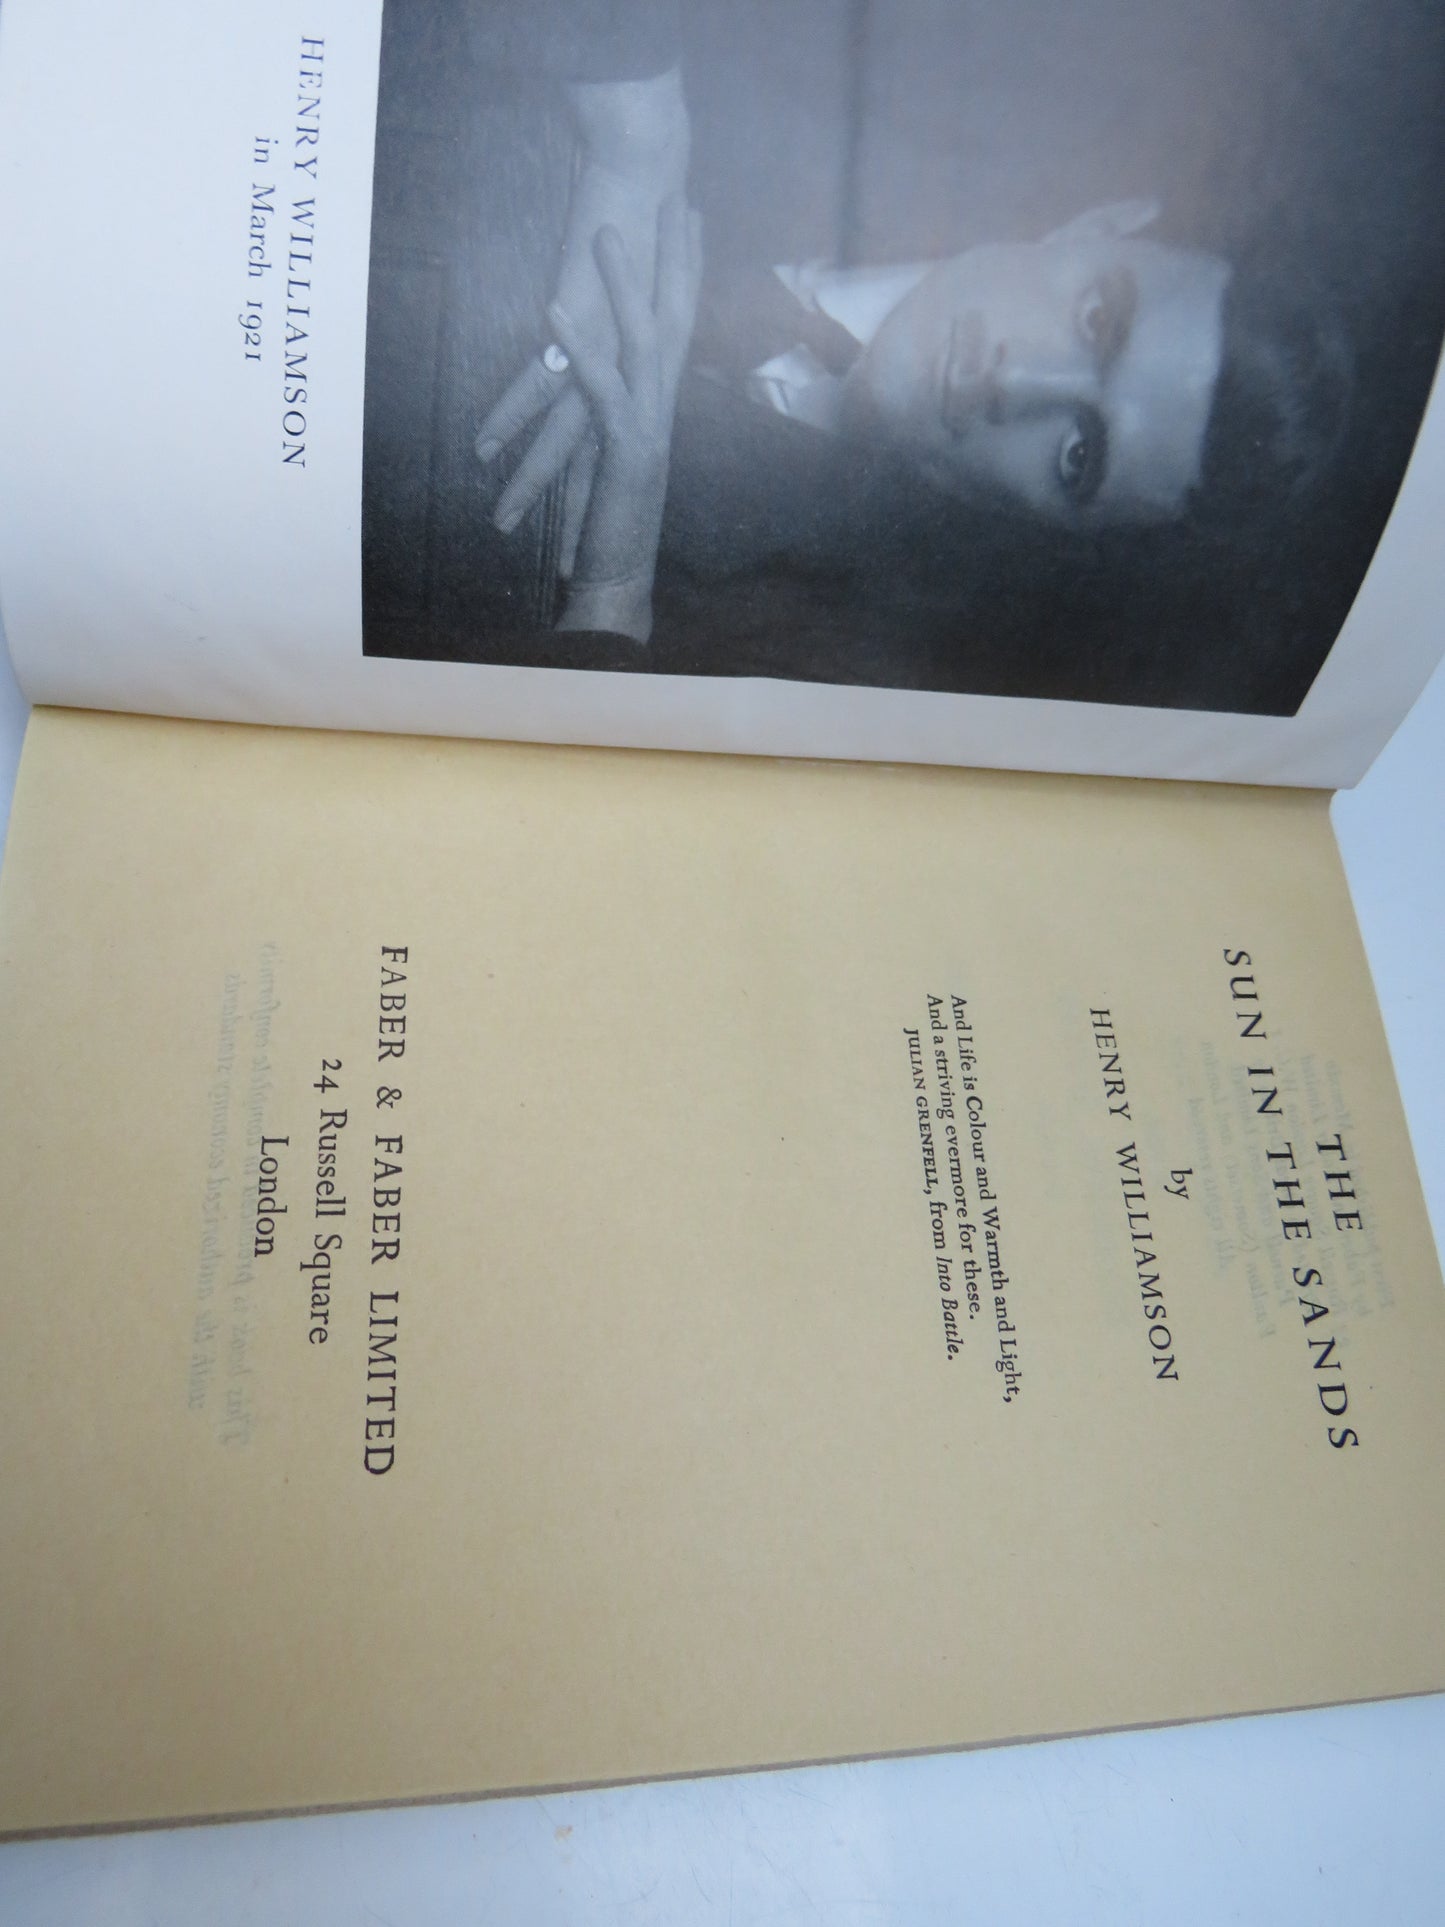 HENRY WILLIAMSON
in March 1921
THE
SUN IN THE SANDS
by
HENRY WILLIAMSON
And Life is Colour and Warmth and Light,
And a striving evermore for these.
JULIAN GRENFELL, from Into Battle.
FABER & FABER LIMITED
24 Russell Square
London